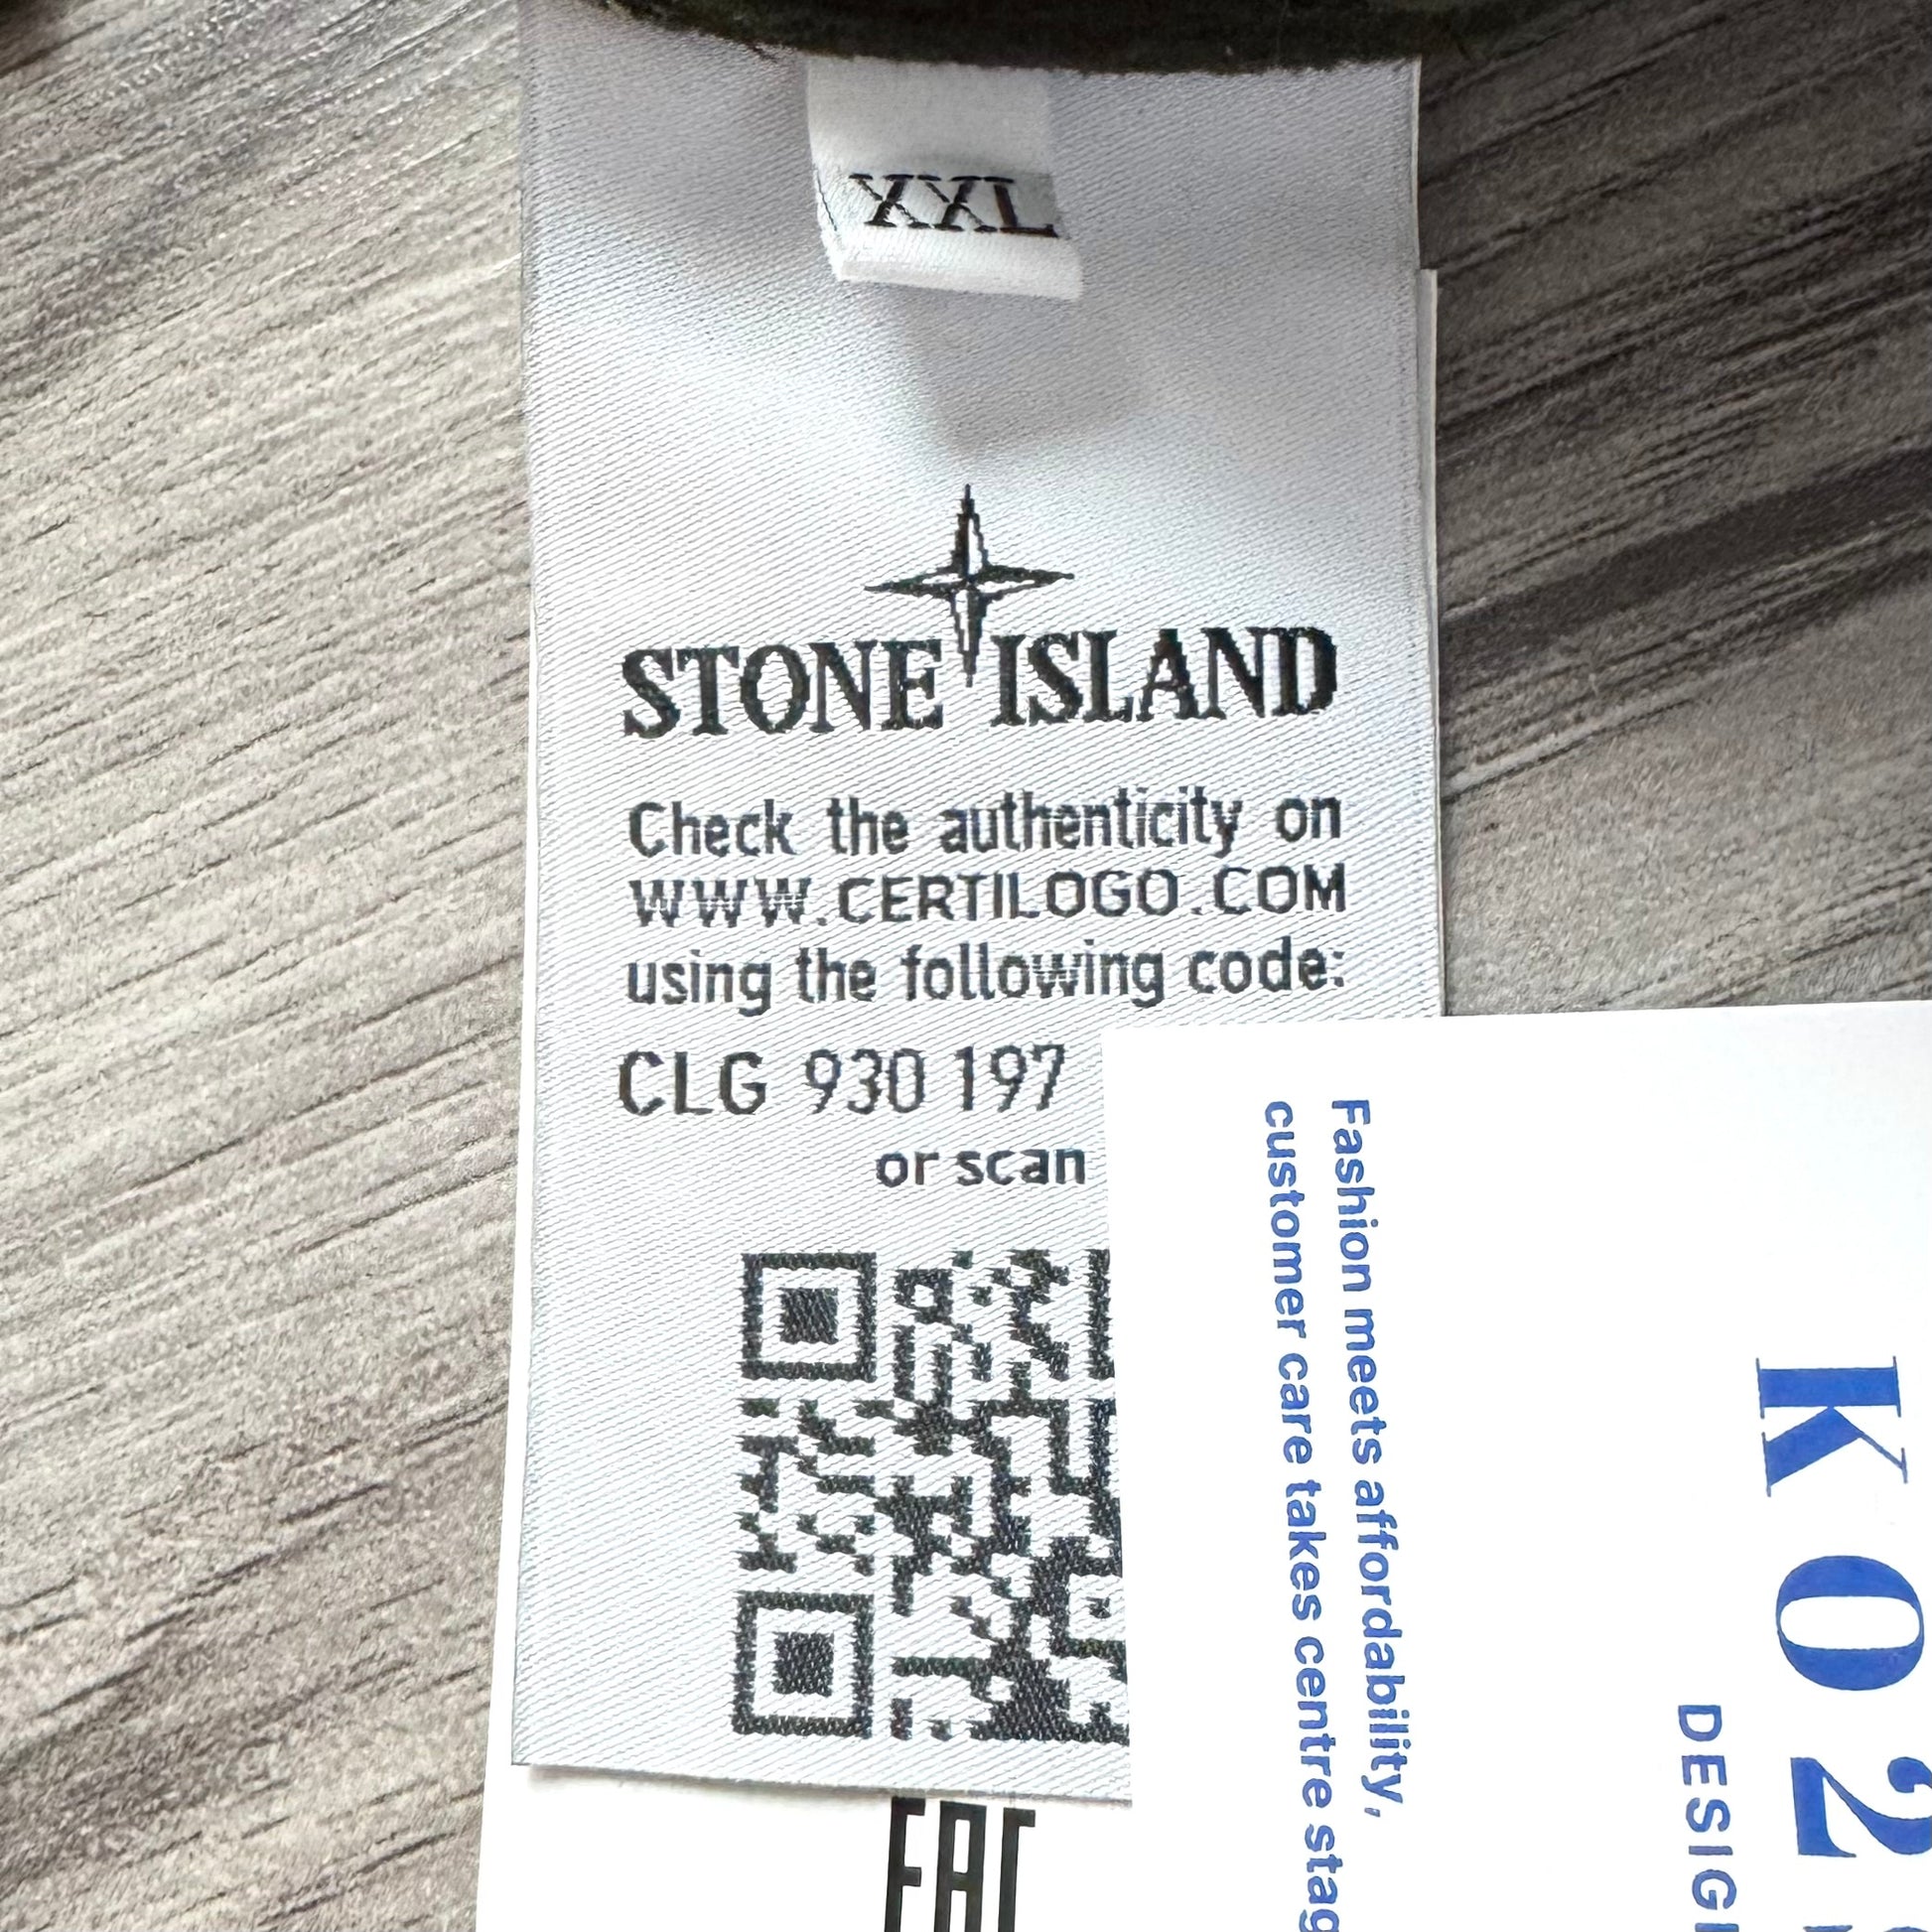 XXL
STONE ISLAND
Check the authenticity on
WWW.CERTILOGO.COM
using the following code:
CLG 930 197
or scan
EAC
Fashion meets affordability,
customer care takes centre stag
KO2
DESIG